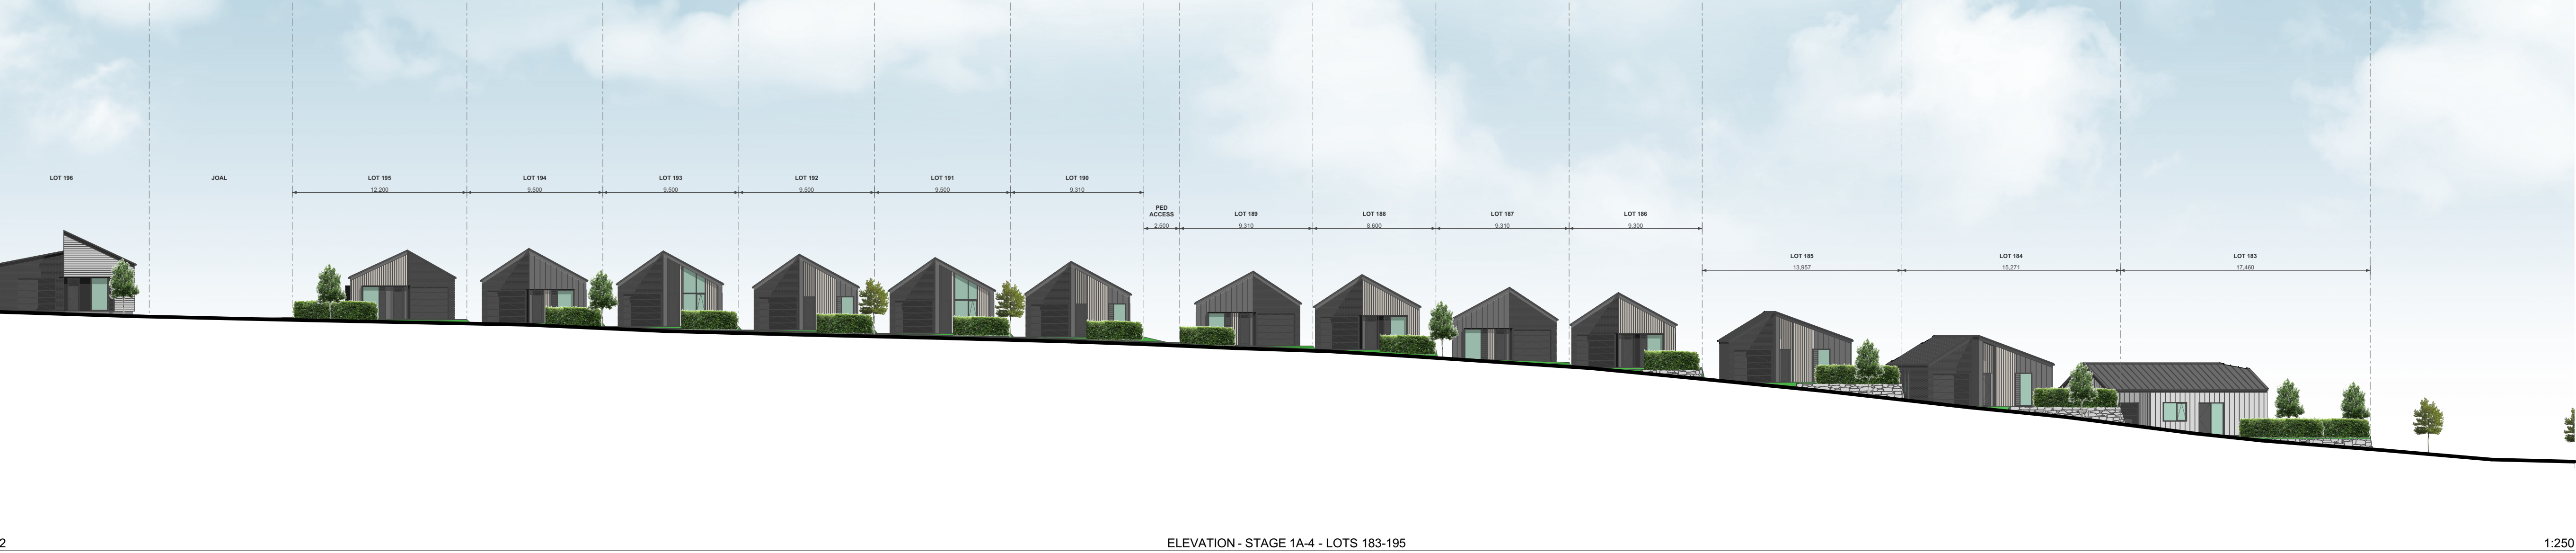 LOT 196
JOAL
LOT 195
12,200
LOT 194
9,500
LOT 193
9,500
LOT 192
9,500
LOT 191
9,500
LOT 190
9,310
PED
ACCESS
2,500
LOT 189
9,310
LOT 188
8,600
LOT 187
9,310
LOT 186
9,300
LOT 185
13,957
LOT 184
15,271
LOT 183
17,460
2
ELEVATION - STAGE 1A-4 - LOTS 183-195
1:250